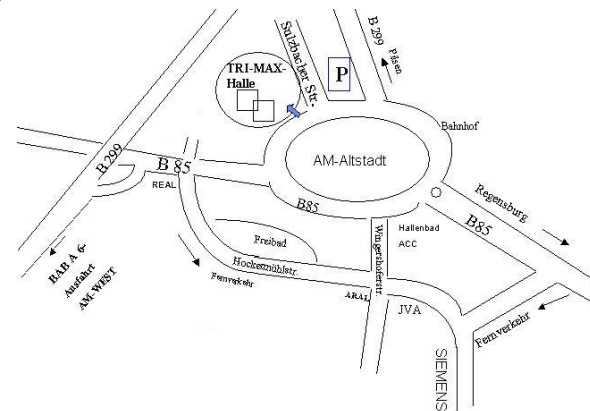 B 299
Pilsen
Sulzbacher Str.
P
TRI-MAX-
Halle
Bahnhof
AM-Altstadt
B 299
B 85
REAL
B85
Regensburg
B85
Hallenbad
ACC
Wingershoferstr.
Freibad
Hockermühlstr.
Fernverkehr
BAB A 6-
Ausfahrt
AM-WEST
ARAL
JVA
Fernverkehr
SIEMENS